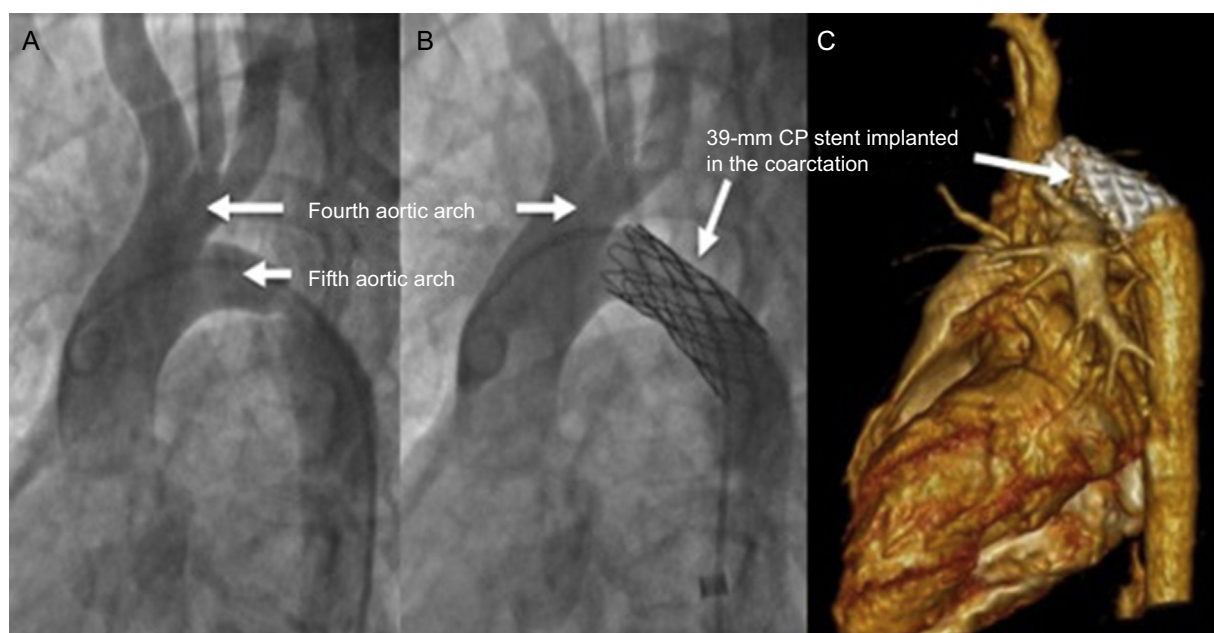 A
B
C
39-mm CP stent implanted
in the coarctation
Fourth aortic arch
Fifth aortic arch